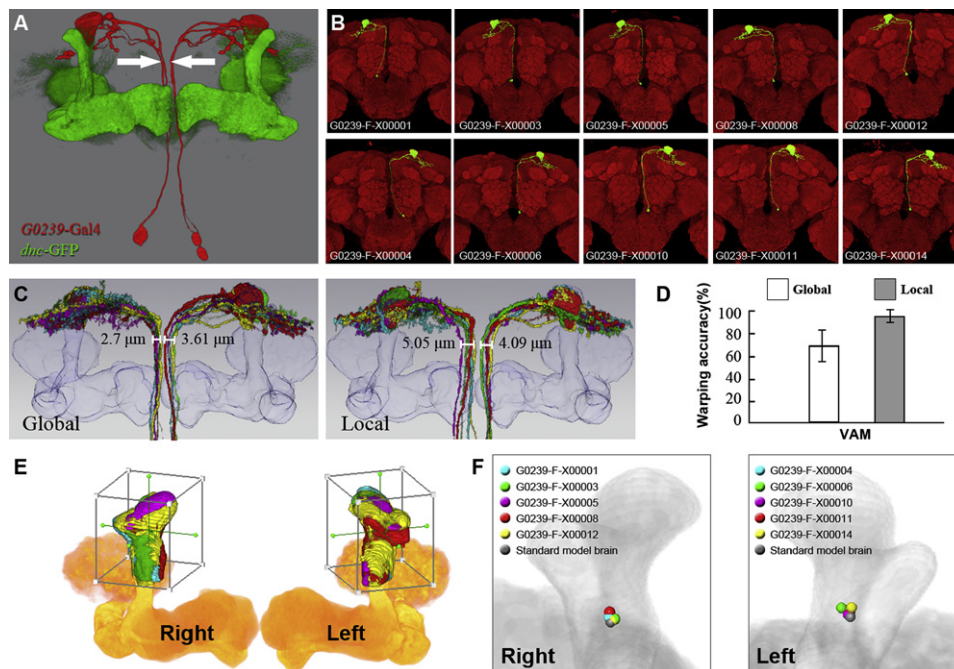 A
G0239-Gal4
dnc-GFP
B
G0239-F-X00001
G0239-F-X00003
G0239-F-X00005
G0239-F-X00008
G0239-F-X00012
G0239-F-X00004
G0239-F-X00006
G0239-F-X00010
G0239-F-X00011
G0239-F-X00014
C
2.7 μm
3.61 μm
Global
5.05 μm
4.09 μm
Local
D
Global
Local
Warping accuracy(%)
100
80
60
40
20
0
VAM
E
Right
Left
F
G0239-F-X00001
G0239-F-X00003
G0239-F-X00005
G0239-F-X00008
G0239-F-X00012
Standard model brain
Right
G0239-F-X00004
G0239-F-X00006
G0239-F-X00010
G0239-F-X00011
G0239-F-X00014
Standard model brain
Left